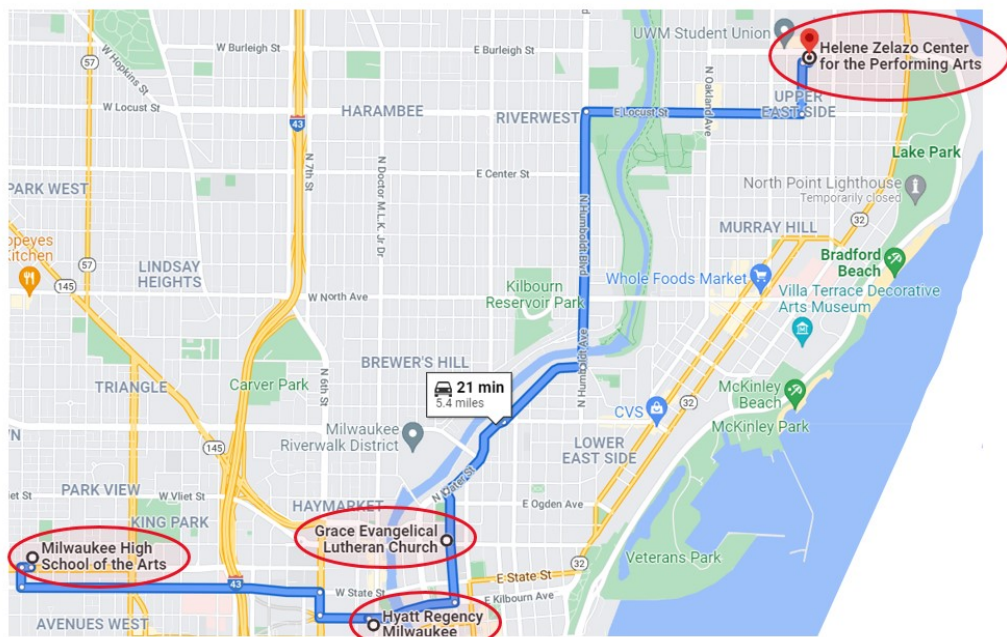 W Burleigh St
E Burleigh St
UWM Student Union
Helene Zelazo Center
for the Performing Arts
57
W Hopkins St
W Locust St
HARAMBEE
RIVERWEST
E Locust St
N Oakland Ave
UPPER
EAST SIDE
43
N 7th St
N Doctor M.L.K. Jr Dr
E Center St
N Humboldt Blvd
Lake Park
North Point Lighthouse
Temporarily closed
PARK WEST
32
MURRAY HILL
Bradford
Beach
Kitchen
57
LINDSAY
HEIGHTS
145
W North Ave
Kilbourn
Reservoir Park
Whole Foods Market
Villa Terrace Decorative
Arts Museum
BREWER'S HILL
N Humboldt Ave
TRIANGLE
Carver Park
N 6th St
21 min
5.4 miles
32
CVS
McKinley
Beach
McKinley Park
Milwaukee
Riverwalk District
145
LOWER
EAST SIDE
PARK VIEW
W Vliet St
HAYMARKET
N Water St
E Ogden Ave
KING PARK
Grace Evangelical
Lutheran Church
Milwaukee High
School of the Arts
Veterans Park
43
W State St
E State St
E Kilbourn Ave
AVENUES WEST
Hyatt Regency
Milwaukee